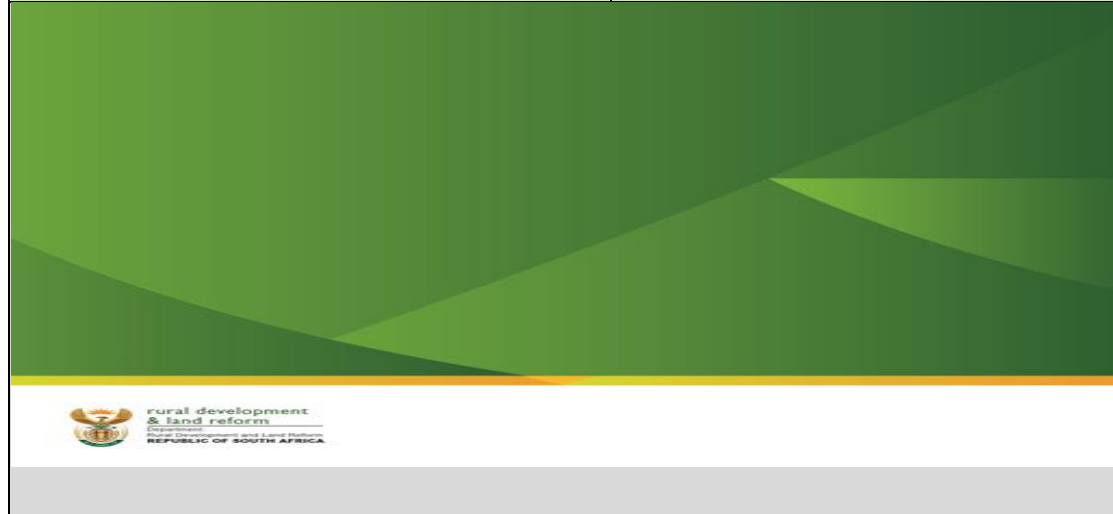 rural development
& land reform
Department:
Rural Development and Land Reform
REPUBLIC OF SOUTH AFRICA